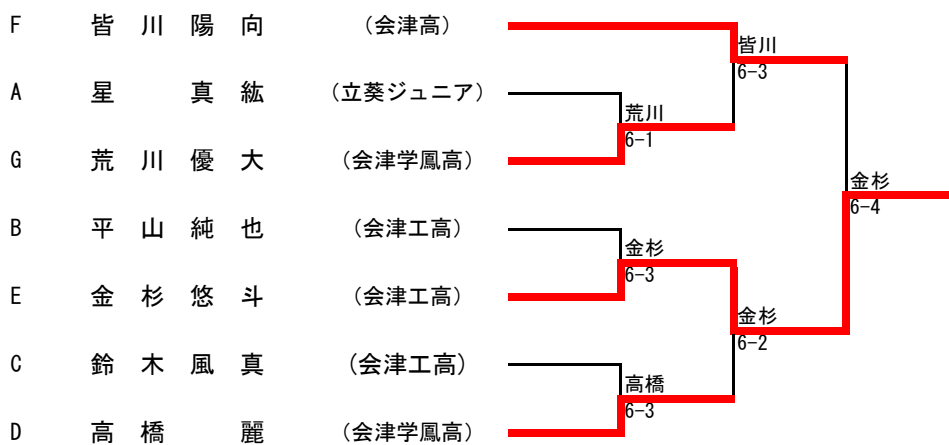 F 皆川陽向 (会津高)
皆川
6-3
A 星 真紘 (立葵ジュニア)
荒川
6-1
G 荒川優大 (会津学鳳高)
金杉
6-4
B 平山純也 (会津工高)
金杉
6-3
E 金杉悠斗 (会津工高)
金杉
6-2
C 鈴木風真 (会津工高)
高橋
6-3
D 高橋 麗 (会津学鳳高)